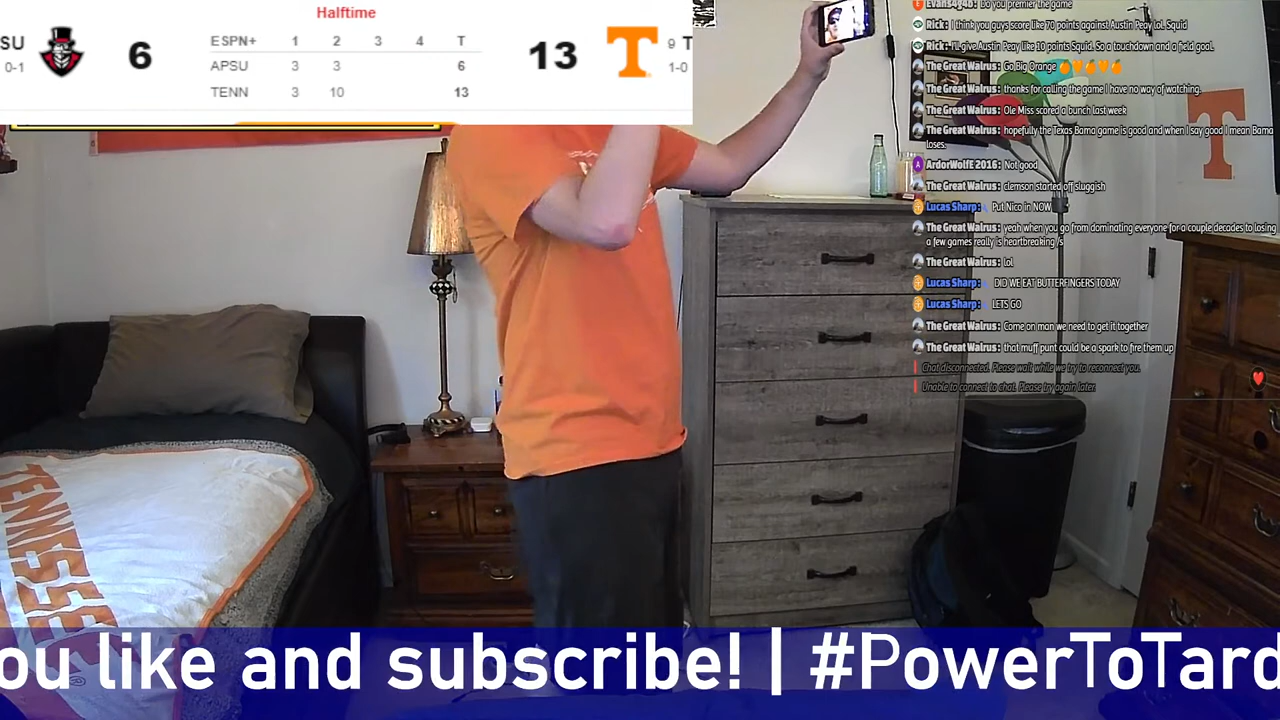 Halftime
SU
0-1
6
ESPN+ 1 2 3 4 T
APSU 3 3 6
TENN 3 10 13
13
T
9 T
1-0
Evans4940: Do you premier the game
Rick: I think you guys score like 70 points against Austin Peay lol, Squid
Rick: I'll give Austin Peay like 10 points Squid. So a touchdown and a field goal.
The Great Walrus: Go Big Orange 🍊🧡🍊🧡🍊
The Great Walrus: thanks for calling the game I have no way of watching.
The Great Walrus: Ole Miss scored a bunch last week
The Great Walrus: hopefully the Texas Bama game is good and when I say good I mean Bama
loses.
A ArdorWolfE 2016: Not good
The Great Walrus: clemson started off sluggish
Lucas Sharp: Put Nico in NOW
The Great Walrus: yeah when you go from dominating everyone for a couple decades to losing
a few games really is heartbreaking /s
The Great Walrus: lol
Lucas Sharp: DID WE EAT BUTTERFINGERS TODAY
Lucas Sharp: LETS GO
The Great Walrus: Come on man we need to get it together
The Great Walrus: that muff punt could be a spark to fire them up
Chat disconnected. Please wait while we try to reconnect you.
Unable to connect to chat. Please try again later.
T
TENNESSEE
ou like and subscribe! | #PowerToTard